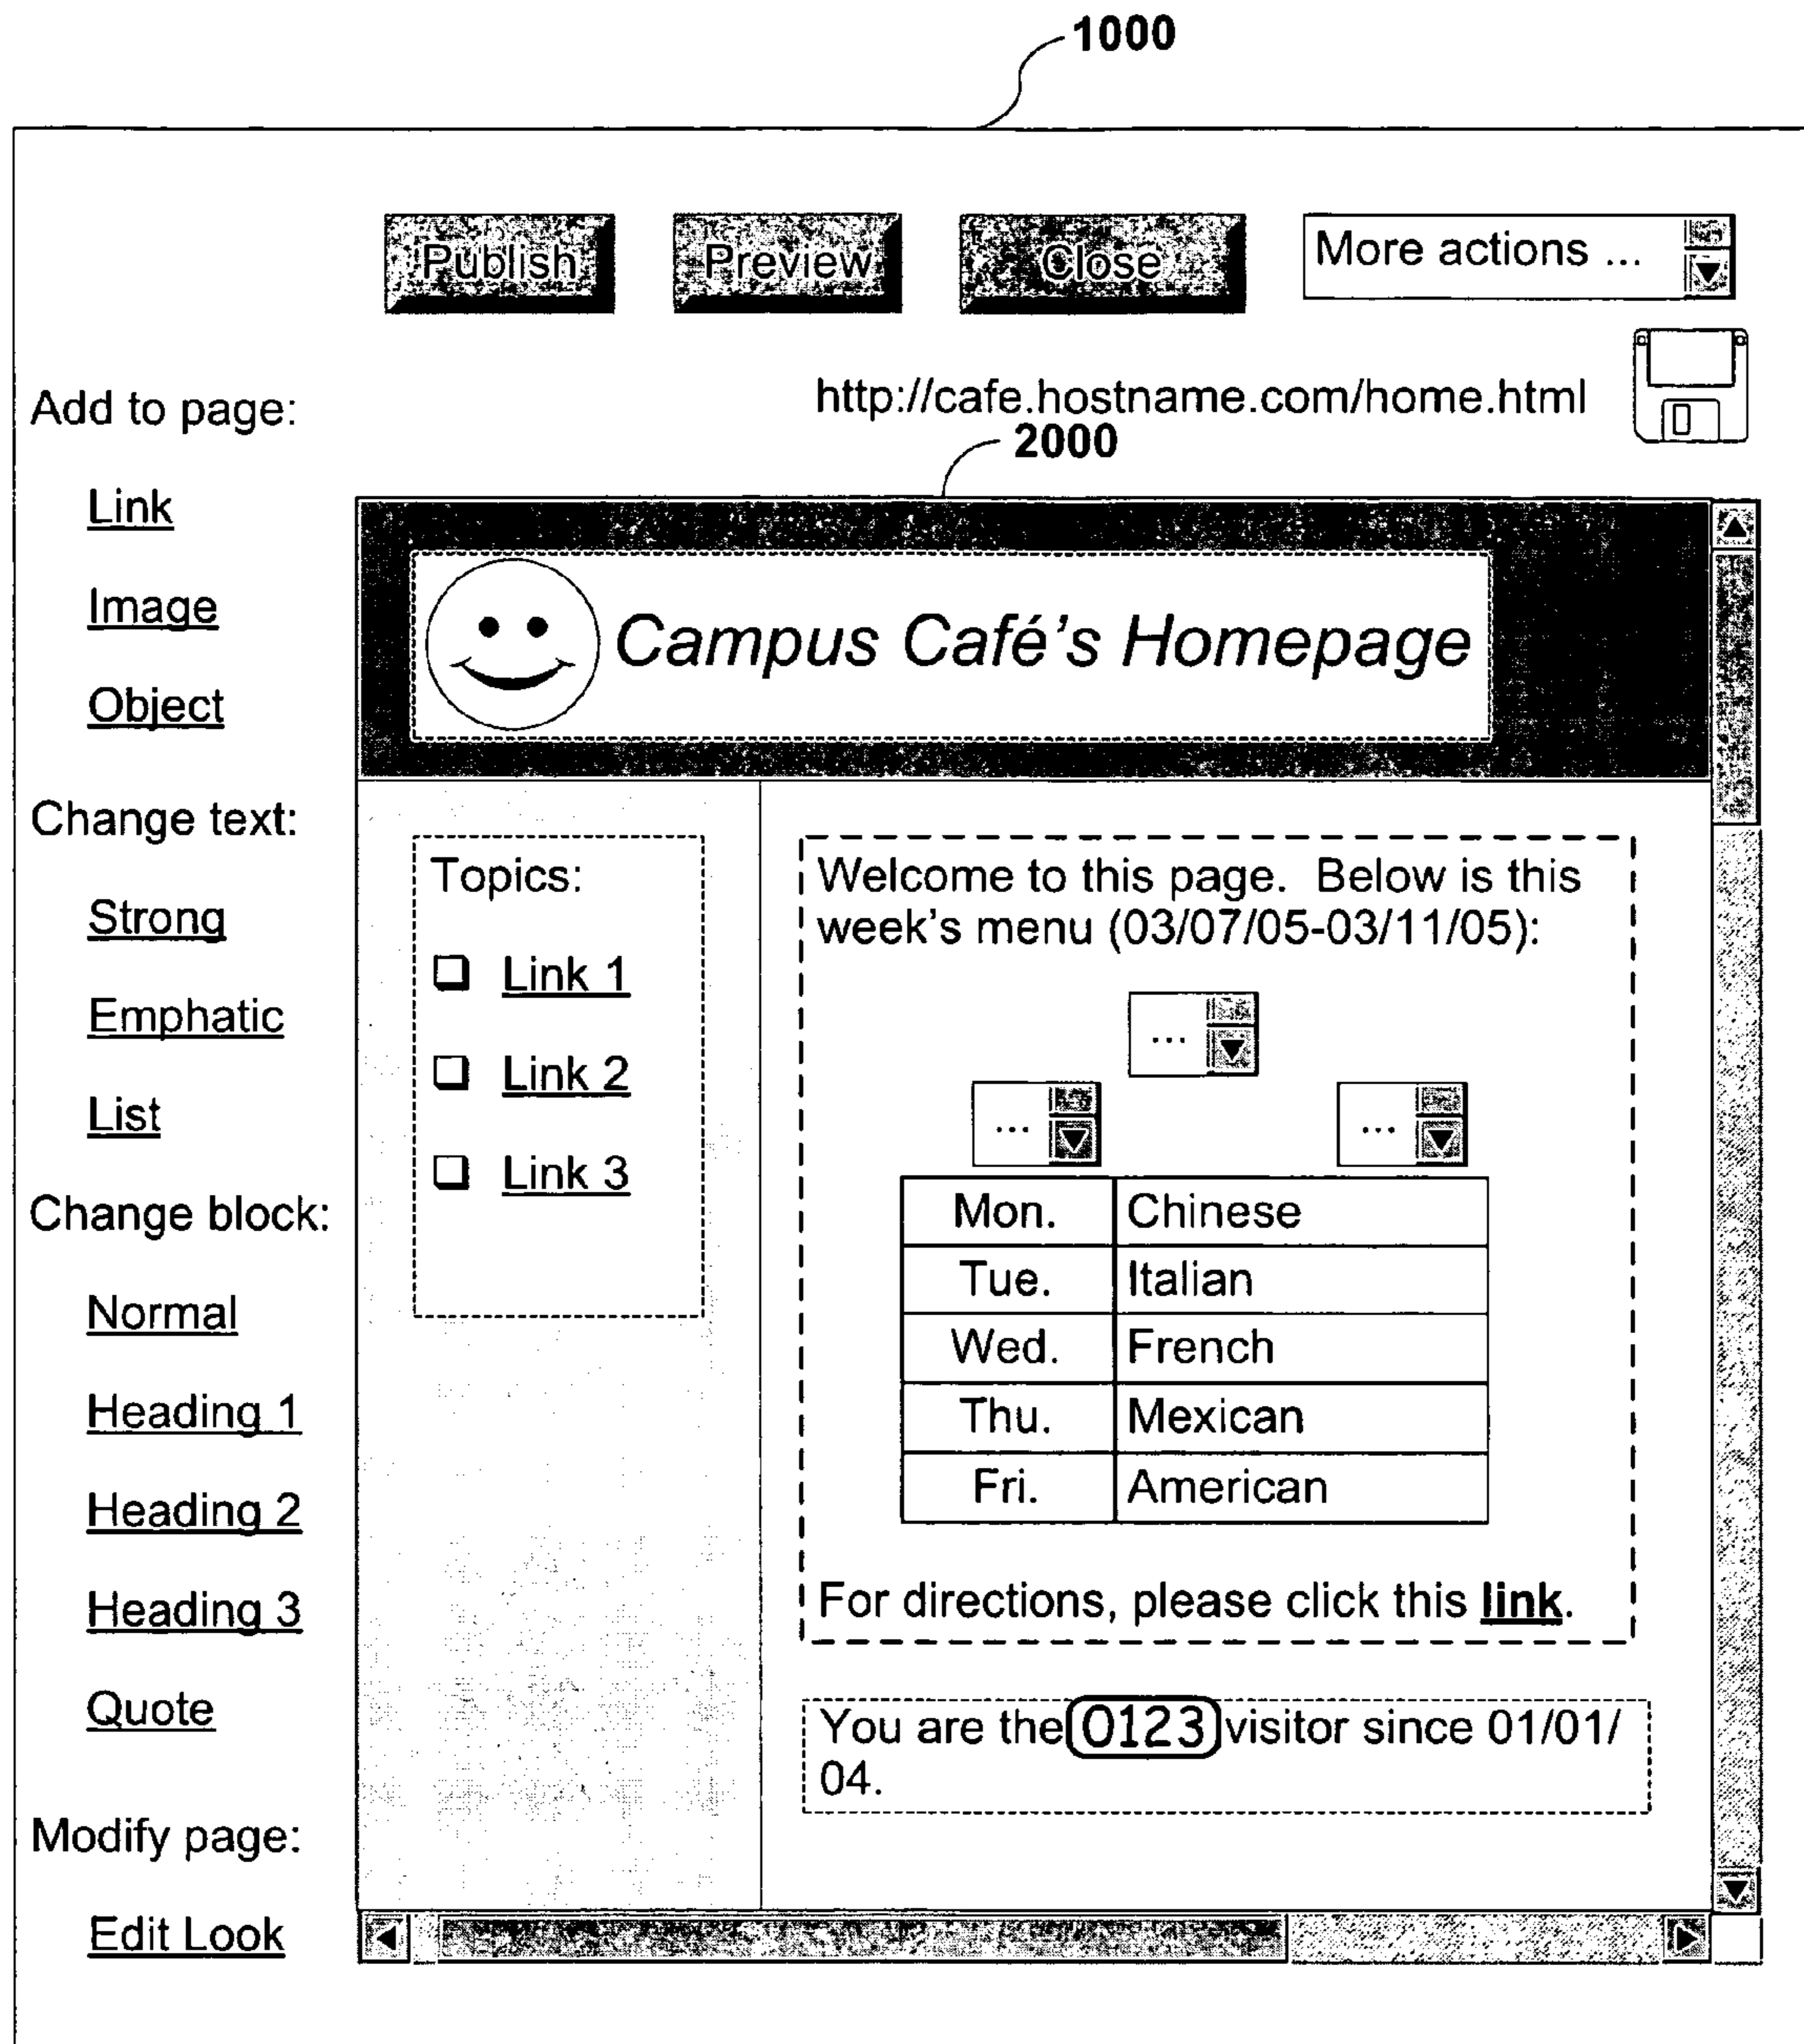 1000
Publish Preview Close More actions ...
http://cafe.hostname.com/home.html
2000
Add to page:
Link
Image
Object
Change text:
Strong
Emphatic
List
Change block:
Normal
Heading 1
Heading 2
Heading 3
Quote
Modify page:
Edit Look
Campus Café's Homepage
Topics:
Link 1
Link 2
Link 3
Welcome to this page. Below is this
week's menu (03/07/05-03/11/05):
...
... ...
Mon. Chinese
Tue. Italian
Wed. French
Thu. Mexican
Fri. American
For directions, please click this link.
You are the 0123 visitor since 01/01/
04.